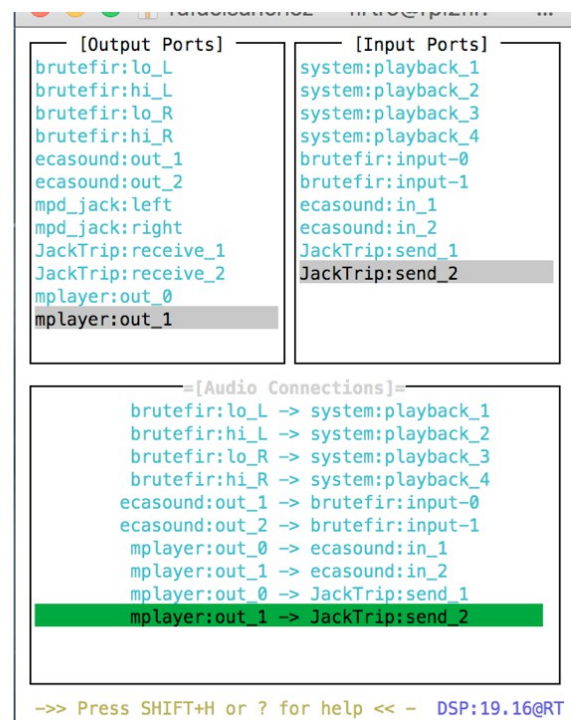 [Output Ports]
brutefir:lo_L
brutefir:hi_L
brutefir:lo_R
brutefir:hi_R
ecasound:out_1
ecasound:out_2
mpd_jack:left
mpd_jack:right
JackTrip:receive_1
JackTrip:receive_2
mplayer:out_0
mplayer:out_1
[Input Ports]
system:playback_1
system:playback_2
system:playback_3
system:playback_4
brutefir:input-0
brutefir:input-1
ecasound:in_1
ecasound:in_2
JackTrip:send_1
JackTrip:send_2
=[Audio Connections]=
brutefir:lo_L -> system:playback_1
brutefir:hi_L -> system:playback_2
brutefir:lo_R -> system:playback_3
brutefir:hi_R -> system:playback_4
ecasound:out_1 -> brutefir:input-0
ecasound:out_2 -> brutefir:input-1
mplayer:out_0 -> ecasound:in_1
mplayer:out_1 -> ecasound:in_2
mplayer:out_0 -> JackTrip:send_1
mplayer:out_1 -> JackTrip:send_2
->> Press SHIFT+H or ? for help << - DSP:19.16@RT